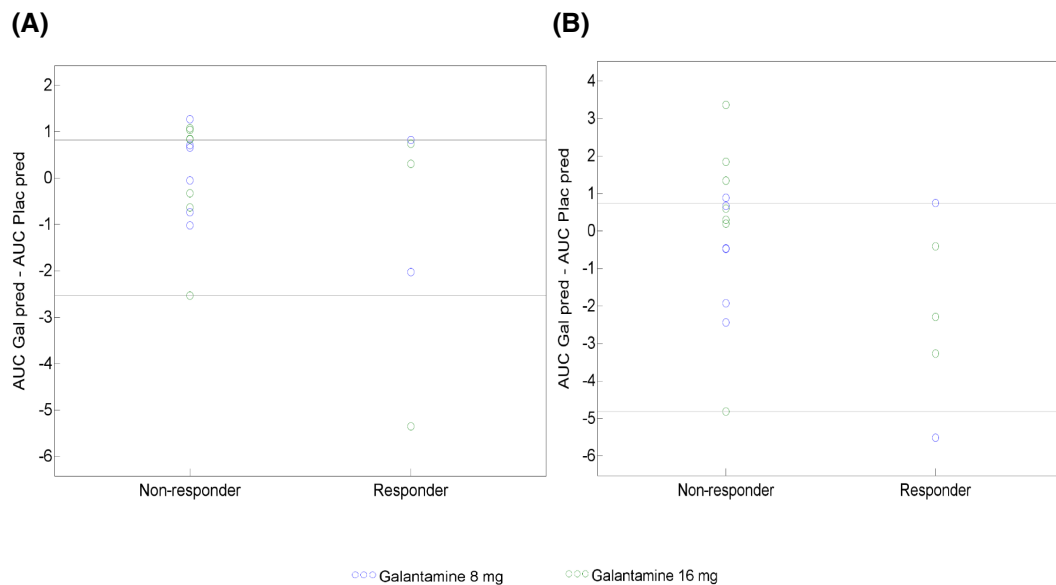 (A)
AUC Gal pred - AUC Plac pred
2
1
0
-1
-2
-3
-4
-5
-6
Non-responder Responder
(B)
AUC Gal pred - AUC Plac pred
4
3
2
1
0
-1
-2
-3
-4
-5
-6
Non-responder Responder
Galantamine 8 mg Galantamine 16 mg